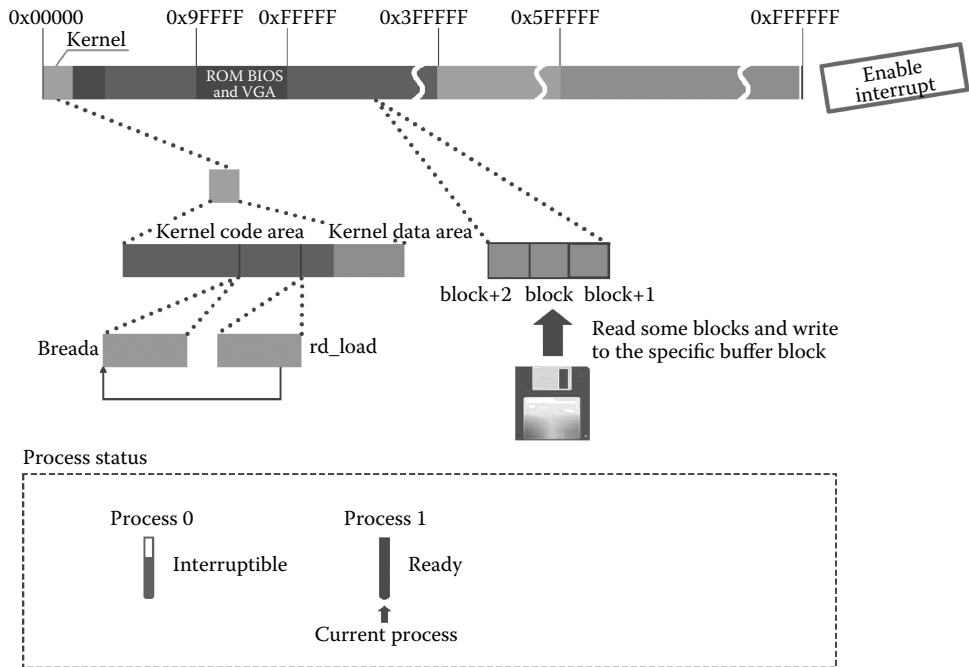 0x00000 0x9FFFF 0xFFFFF 0x3FFFFF 0x5FFFFF 0xFFFFFF
Kernel
ROM BIOS
and VGA
Enable
interrupt
Kernel code area Kernel data area
block+2 block block+1
Breada
rd_load
Read some blocks and write
to the specific buffer block
Process status
Process 0
Process 1
Interruptible
Ready
Current process